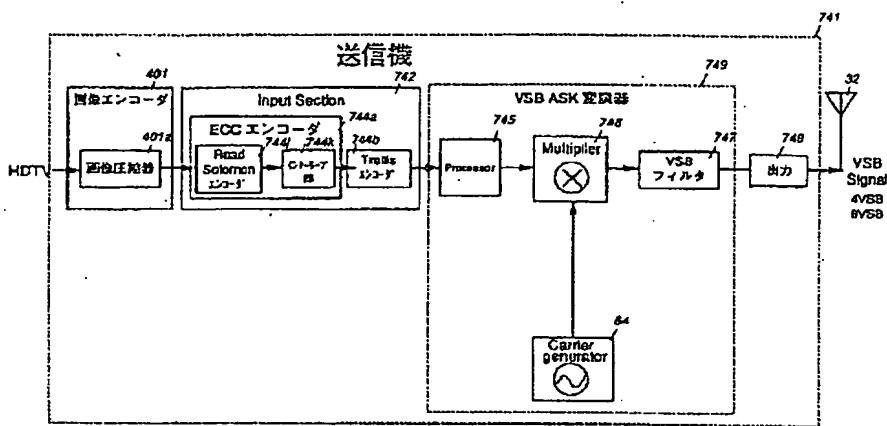 741
送信機
401
画像エンコーダ
401a
画像圧縮器
HDTV
742
Input Section
744a
ECC エンコーダ
744j
Reed
Solomon
エンコーダ
744k
インターリーブ
器
744b
Trellis
エンコーダ
749
VSB ASK 変換器
745
Processor
746
Multiplier
747
VSB
フィルタ
748
出力
32
VSB
Signal
4VSB
8VSB
64
Carrier
generator